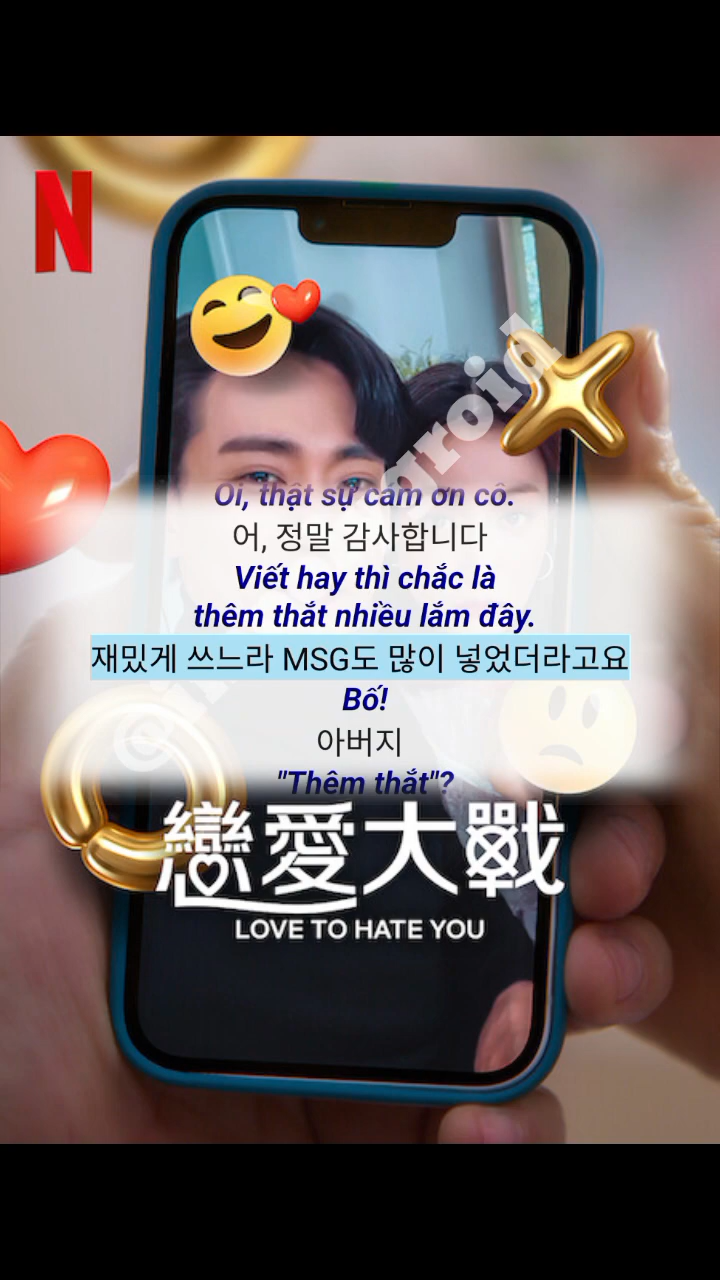 N
Ôi, thật sự cảm ơn cô.
어, 정말 감사합니다
Viết hay thì chắc là
thêm thắt nhiều lắm đây.
재밌게 쓰느라 MSG도 많이 넣었더라고요
Bố!
아버지
"Thêm thắt"?
戀愛大戰
LOVE TO HATE YOU